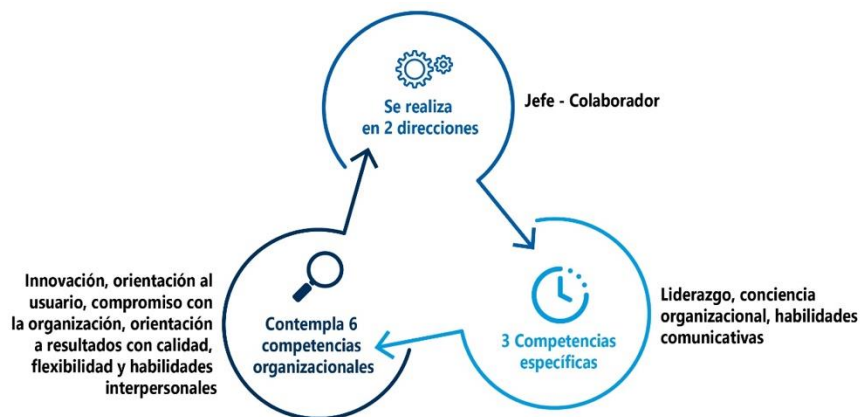 Se realiza
en 2 direcciones
Jefe - Colaborador
Innovación, orientación al
usuario, compromiso con
la organización, orientación
a resultados con calidad,
flexibilidad y habilidades
interpersonales
Contempla 6
competencias
organizacionales
3 Competencias
específicas
Liderazgo, conciencia
organizacional, habilidades
comunicativas